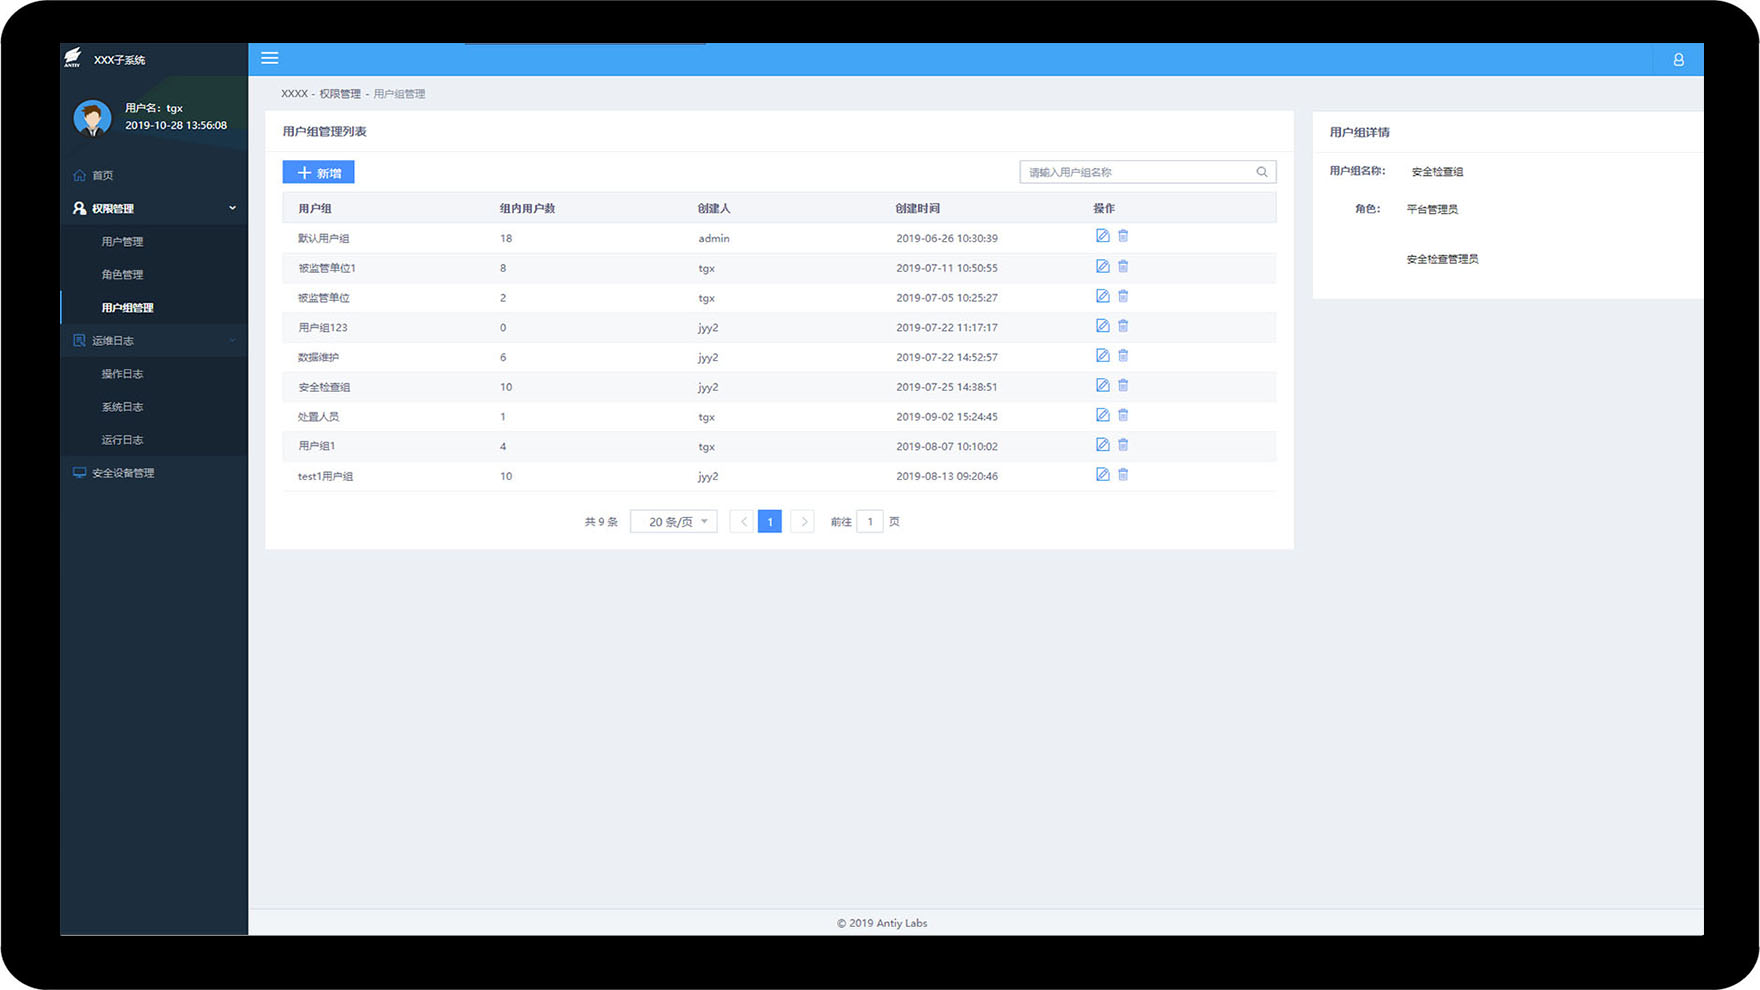 ANTIY
XXX子系统
用户名：tgx
2019-10-28 13:56:08
首页
权限管理
用户管理
角色管理
用户组管理
运维日志
操作日志
系统日志
运行日志
安全设备管理
XXXX - 权限管理 - 用户组管理
用户组管理列表
新增
请输入用户组名称
用户组 组内用户数 创建人 创建时间 操作
默认用户组 18 admin 2019-06-26 10:30:39
被监管单位1 8 tgx 2019-07-11 10:50:55
被监管单位 2 tgx 2019-07-05 10:25:27
用户组123 0 jyy2 2019-07-22 11:17:17
数据维护 6 jyy2 2019-07-22 14:52:57
安全检查组 10 jyy2 2019-07-25 14:38:51
处置人员 1 tgx 2019-09-02 15:24:45
用户组1 4 tgx 2019-08-07 10:10:02
test1用户组 10 jyy2 2019-08-13 09:20:46
共 9 条 20 条/页 1 前往 1 页
用户组详情
用户组名称： 安全检查组
角色： 平台管理员
安全检查管理员
© 2019 Antiy Labs